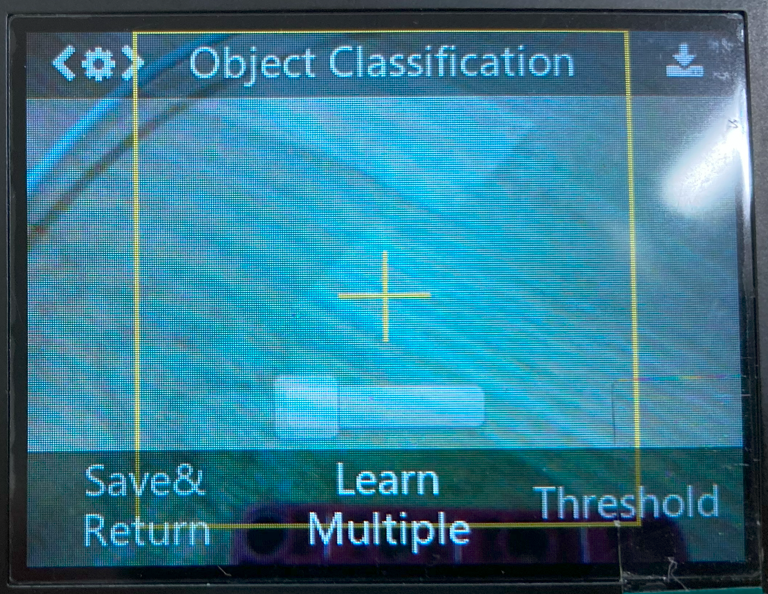 Object Classification
Save&
Return
Learn
Multiple
Threshold